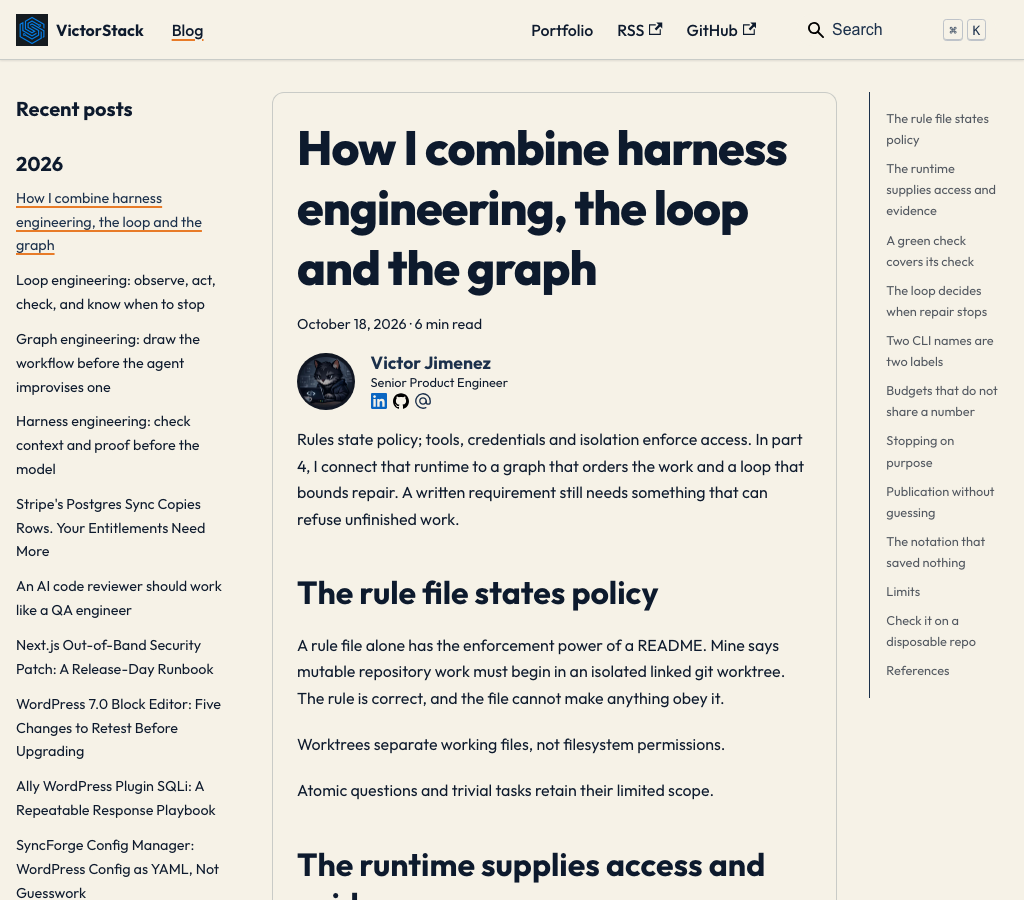 VictorStack
Blog
Portfolio
RSS
GitHub
Search
⌘ K
Recent posts
2026
How I combine harness
engineering, the loop and the
graph
Loop engineering: observe, act,
check, and know when to stop
Graph engineering: draw the
workflow before the agent
improvises one
Harness engineering: check
context and proof before the
model
Stripe's Postgres Sync Copies
Rows. Your Entitlements Need
More
An AI code reviewer should work
like a QA engineer
Next.js Out-of-Band Security
Patch: A Release-Day Runbook
WordPress 7.0 Block Editor: Five
Changes to Retest Before
Upgrading
Ally WordPress Plugin SQLi: A
Repeatable Response Playbook
SyncForge Config Manager:
WordPress Config as YAML, Not
Guesswork
How I combine harness
engineering, the loop
and the graph
October 18, 2026 · 6 min read
Victor Jimenez
Senior Product Engineer
Rules state policy; tools, credentials and isolation enforce access. In part
4, I connect that runtime to a graph that orders the work and a loop that
bounds repair. A written requirement still needs something that can
refuse unfinished work.
The rule file states policy
A rule file alone has the enforcement power of a README. Mine says
mutable repository work must begin in an isolated linked git worktree.
The rule is correct, and the file cannot make anything obey it.
Worktrees separate working files, not filesystem permissions.
Atomic questions and trivial tasks retain their limited scope.
The runtime supplies access and
The rule file states
policy
The runtime
supplies access and
evidence
A green check
covers its check
The loop decides
when repair stops
Two CLI names are
two labels
Budgets that do not
share a number
Stopping on
purpose
Publication without
guessing
The notation that
saved nothing
Limits
Check it on a
disposable repo
References